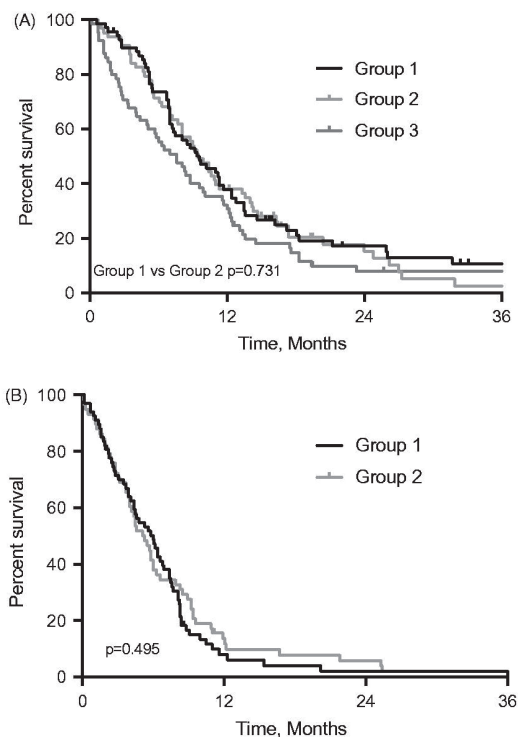 (A)
100
80
60
40
20
0
Percent survival
Group 1
Group 2
Group 3
Group 1 vs Group 2 p=0.731
0 12 24 36
Time, Months
(B)
100
80
60
40
20
0
Percent survival
Group 1
Group 2
p=0.495
0 12 24 36
Time, Months